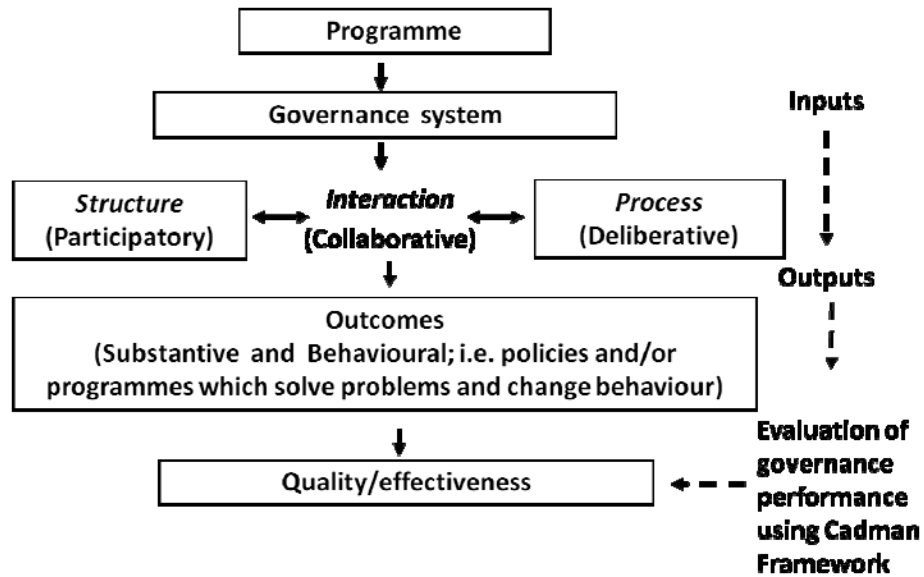 Programme
Governance system
Inputs
Structure
(Participatory)
Interaction
(Collaborative)
Process
(Deliberative)
Outputs
Outcomes
(Substantive and Behavioural; i.e. policies and/or
programmes which solve problems and change behaviour)
Quality/effectiveness
Evaluation of
governance
performance
using Cadman
Framework